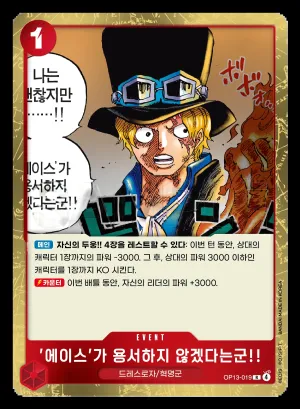 1
나는
괜찮지만
……!!
'에이스'가
용서하지
않겠다는군!!
메인 자신의 두웅!! 4장을 레스트할 수 있다: 이번 턴 동안, 상대의
캐릭터 1장까지의 파워 -3000. 그 후, 상대의 파워 3000 이하인
캐릭터를 1장까지 KO 시킨다.
카운터 이번 배틀 동안, 자신의 리더의 파워 +3000.
EVENT
'에이스'가 용서하지 않겠다는군!!
드레스로자/혁명군
OP13-019 R